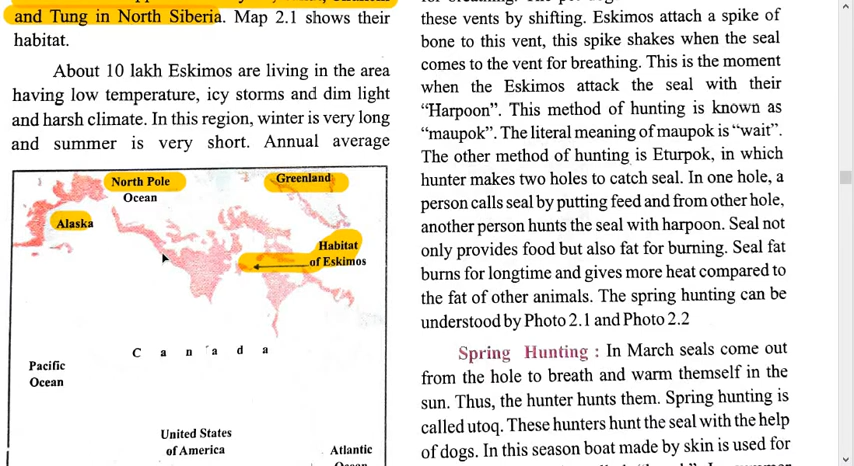 and Tung in North Siberia. Map 2.1 shows their
habitat.
About 10 lakh Eskimos are living in the area
having low temperature, icy storms and dim light
and harsh climate. In this region, winter is very long
and summer is very short. Annual average
North Pole
Ocean
Greenland
Alaska
Habitat
of Eskimos
Canada
Pacific
Ocean
United States
of America
Atlantic
Ocean
these vents by shifting. Eskimos attach a spike of
bone to this vent, this spike shakes when the seal
comes to the vent for breathing. This is the moment
when the Eskimos attack the seal with their
“Harpoon”. This method of hunting is known as
“maupok”. The literal meaning of maupok is “wait”.
The other method of hunting is Eturpok, in which
hunter makes two holes to catch seal. In one hole, a
person calls seal by putting feed and from other hole,
another person hunts the seal with harpoon. Seal not
only provides food but also fat for burning. Seal fat
burns for longtime and gives more heat compared to
the fat of other animals. The spring hunting can be
understood by Photo 2.1 and Photo 2.2
Spring Hunting : In March seals come out
from the hole to breath and warm themself in the
sun. Thus, the hunter hunts them. Spring hunting is
called utoq. These hunters hunt the seal with the help
of dogs. In this season boat made by skin is used for